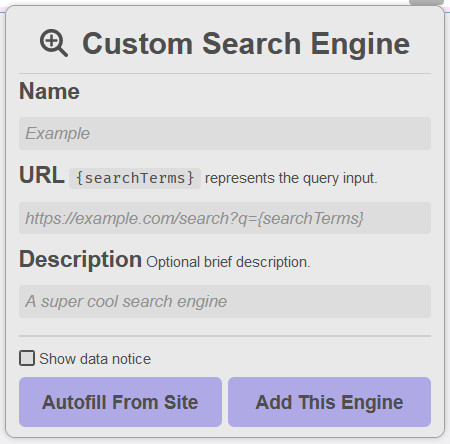 Custom Search Engine
Name
Example
URL {searchTerms} represents the query input.
https://example.com/search?q={searchTerms}
Description Optional brief description.
A super cool search engine
Show data notice
Autofill From Site Add This Engine